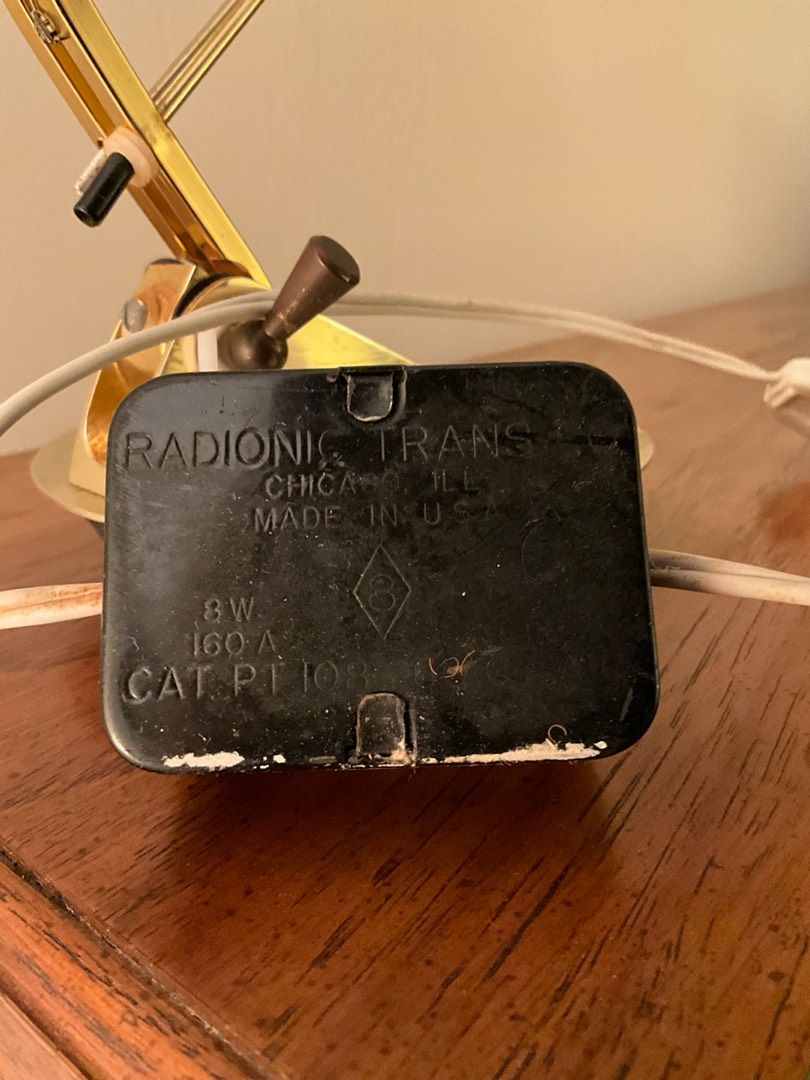 RADIONIC TRANS
CHICAGO ILL
MADE IN U.S.A
8
8 W
160 A
CAT. PT 108